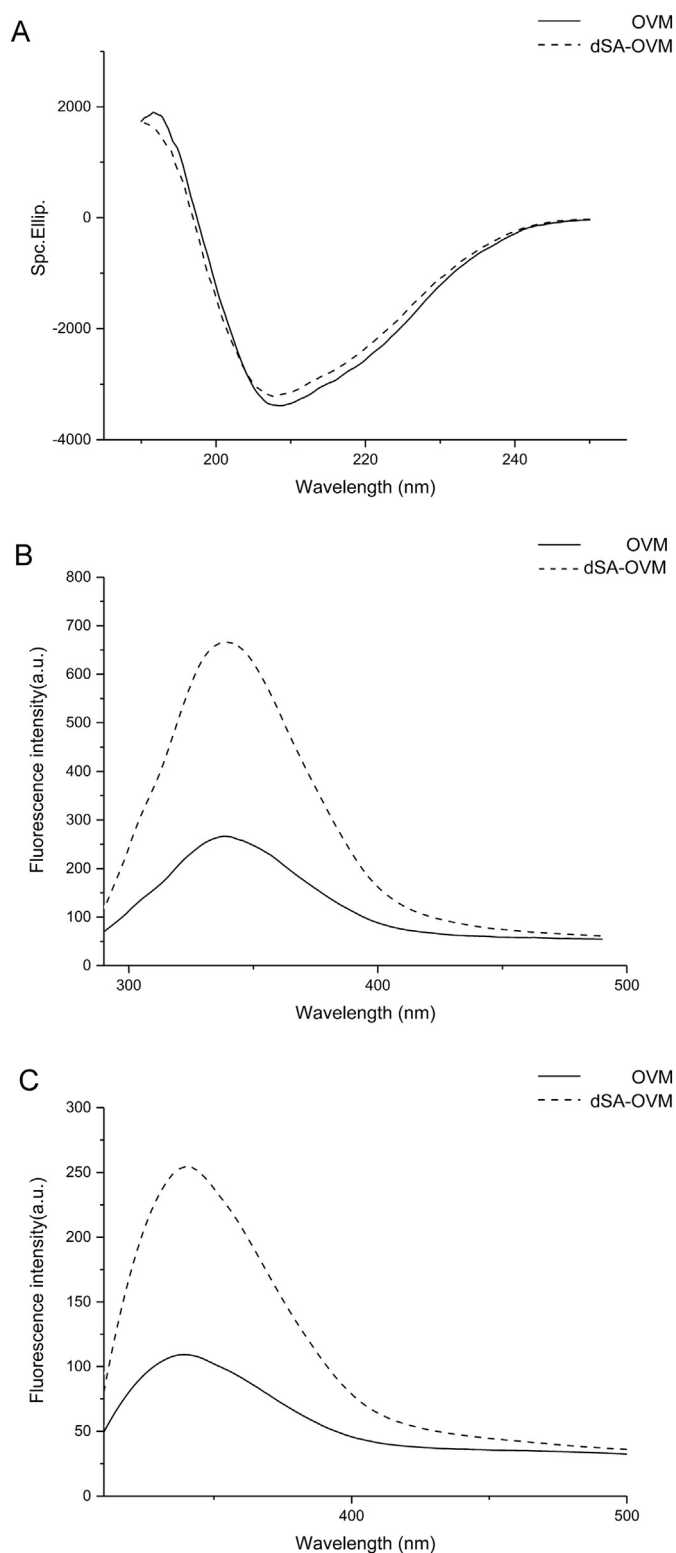 A
OVM
dSA-OVM
2000
0
-2000
-4000
Spc.Ellip.
200
220
240
Wavelength (nm)
B
OVM
dSA-OVM
800
700
600
500
400
300
200
100
0
Fluorescence intensity(a.u.)
300
400
500
Wavelength (nm)
C
OVM
dSA-OVM
300
250
200
150
100
50
0
Fluorescence intensity(a.u.)
400
500
Wavelength (nm)